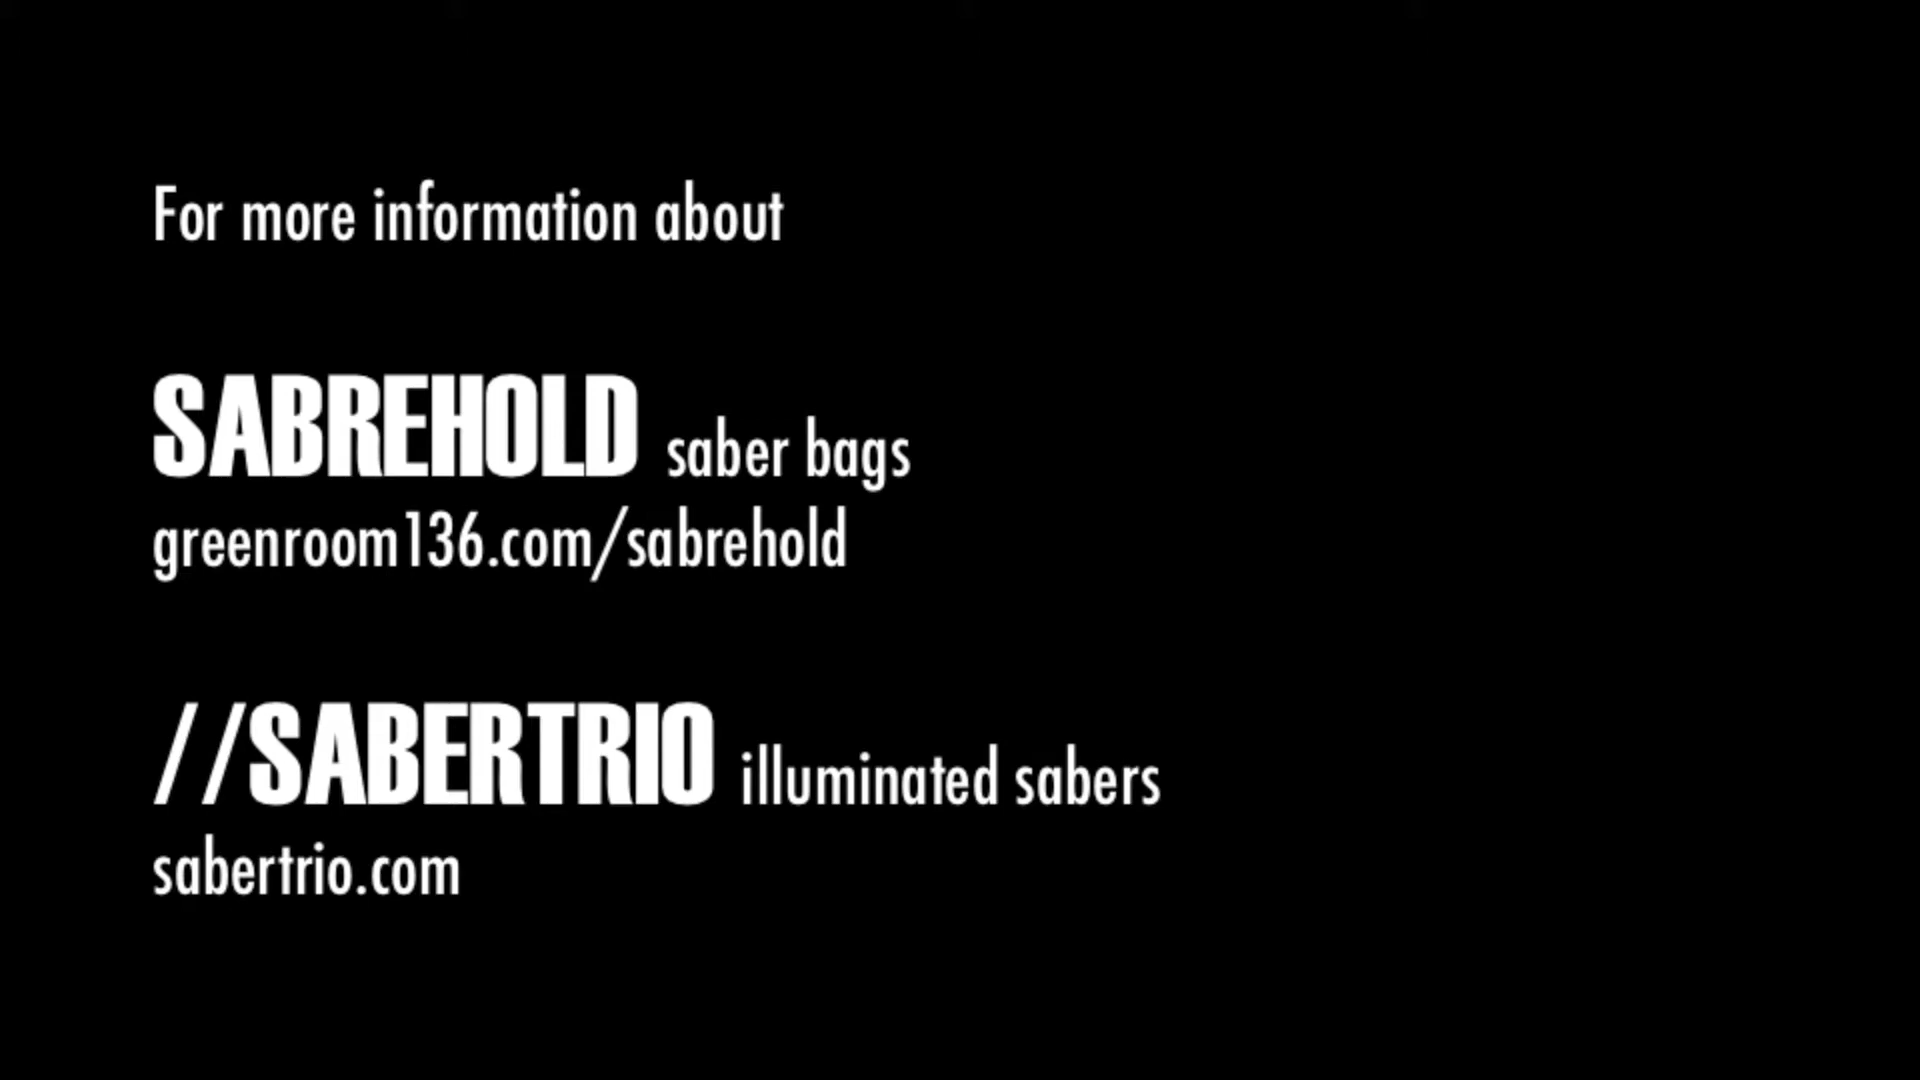 For more information about
SABREHOLD saber bags
greenroom136.com/sabrehold
//SABERTRIO illuminated sabers
sabertrio.com